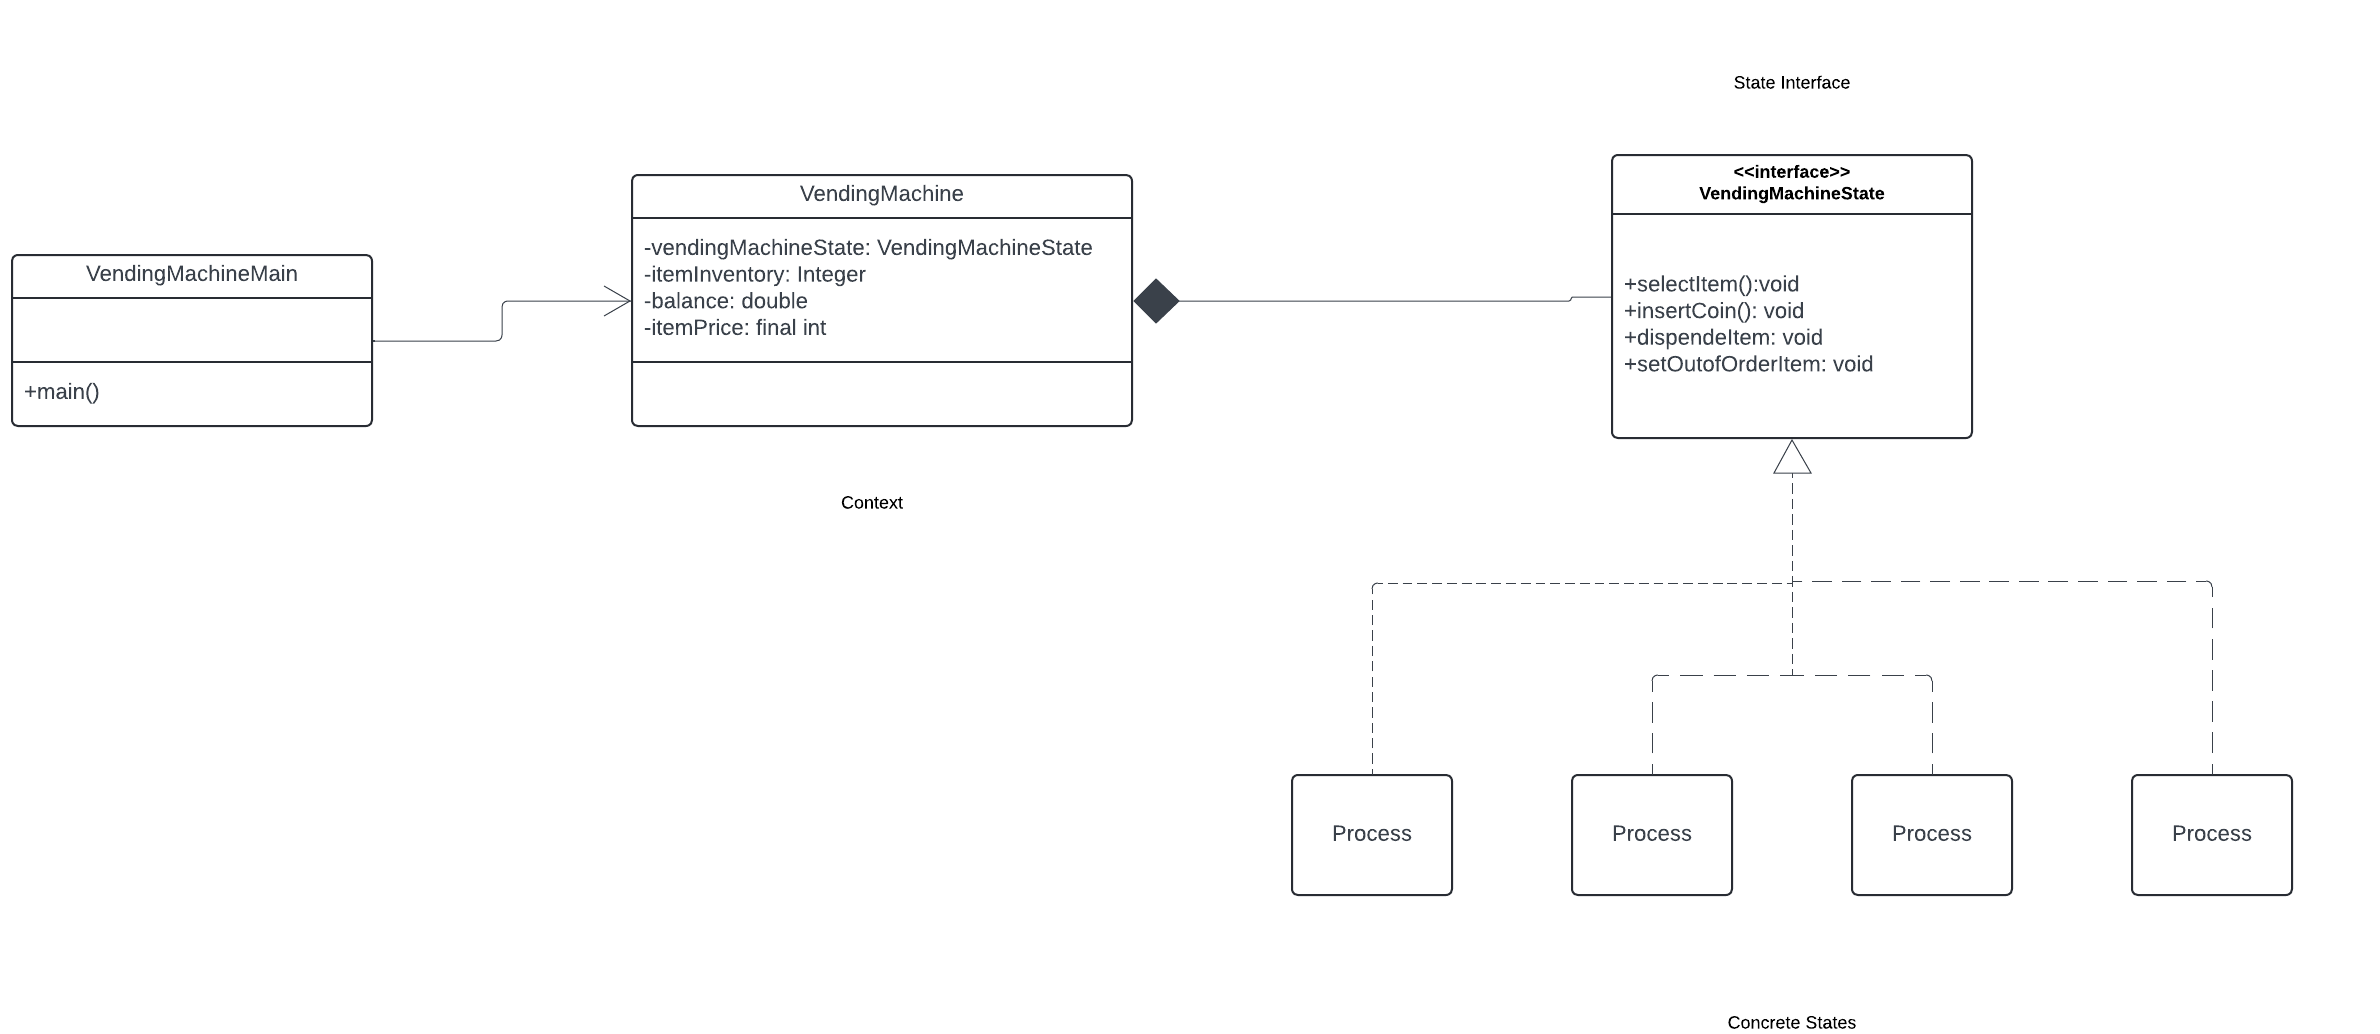 State Interface
<<interface>>
VendingMachineState
+selectItem():void
+insertCoin(): void
+dispendeItem: void
+setOutofOrderItem: void
VendingMachine
-vendingMachineState: VendingMachineState
-itemInventory: Integer
-balance: double
-itemPrice: final int
VendingMachineMain
+main()
Context
Process
Process
Process
Process
Concrete States